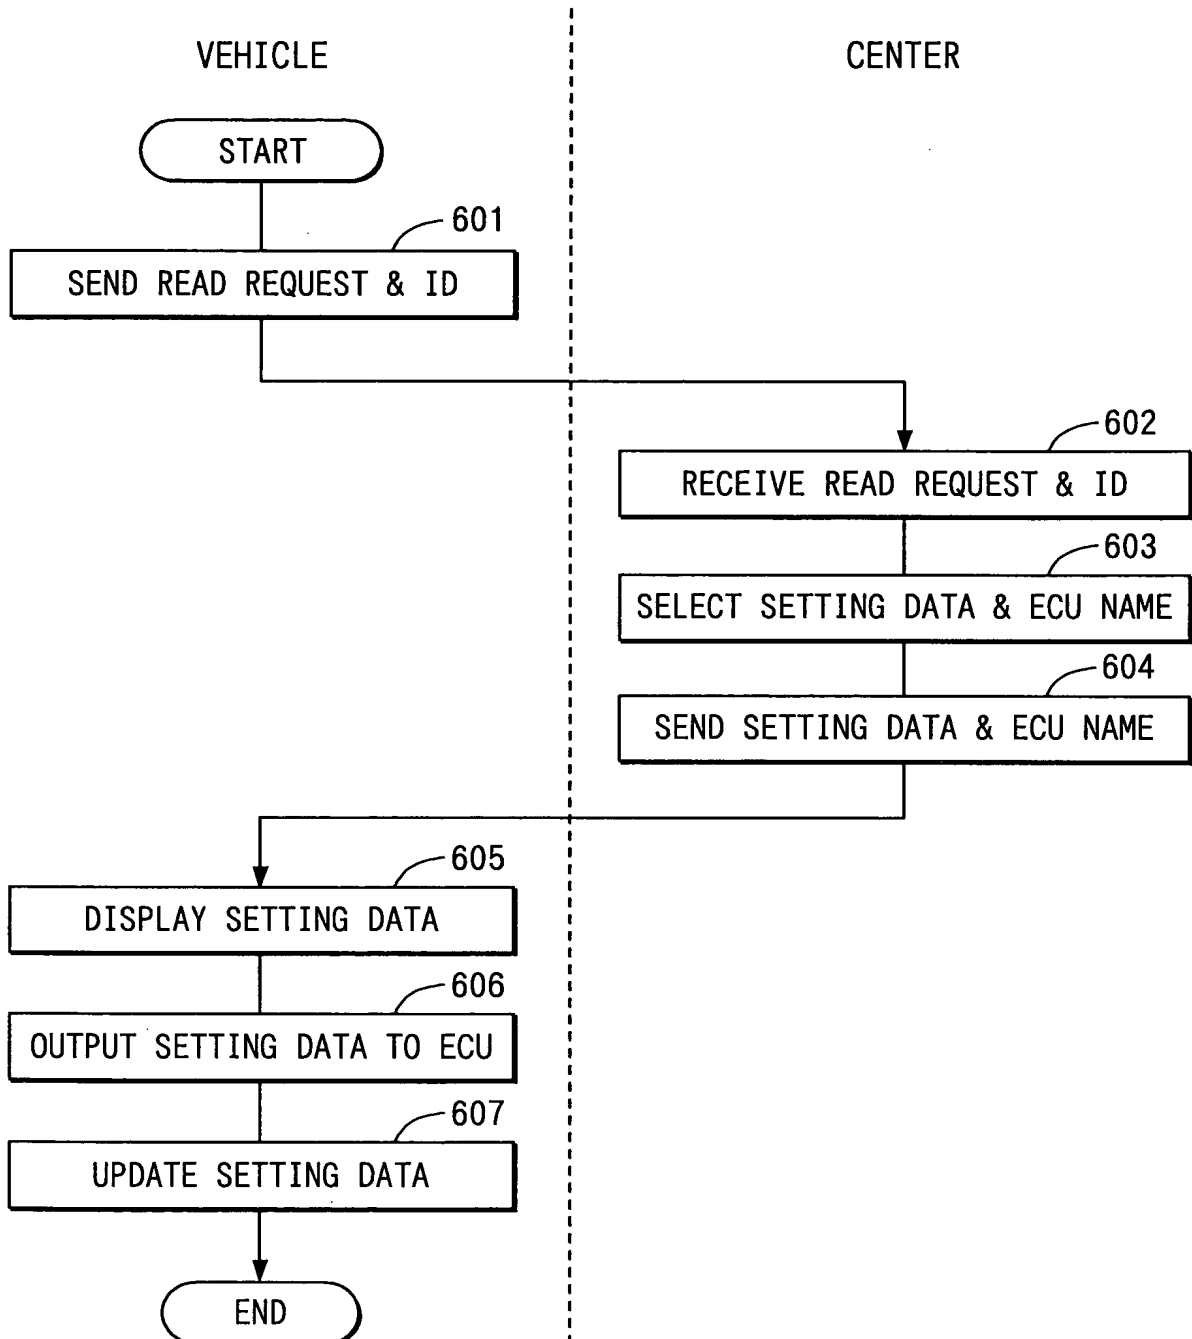 VEHICLE
CENTER
START
601
SEND READ REQUEST & ID
602
RECEIVE READ REQUEST & ID
603
SELECT SETTING DATA & ECU NAME
604
SEND SETTING DATA & ECU NAME
605
DISPLAY SETTING DATA
606
OUTPUT SETTING DATA TO ECU
607
UPDATE SETTING DATA
END